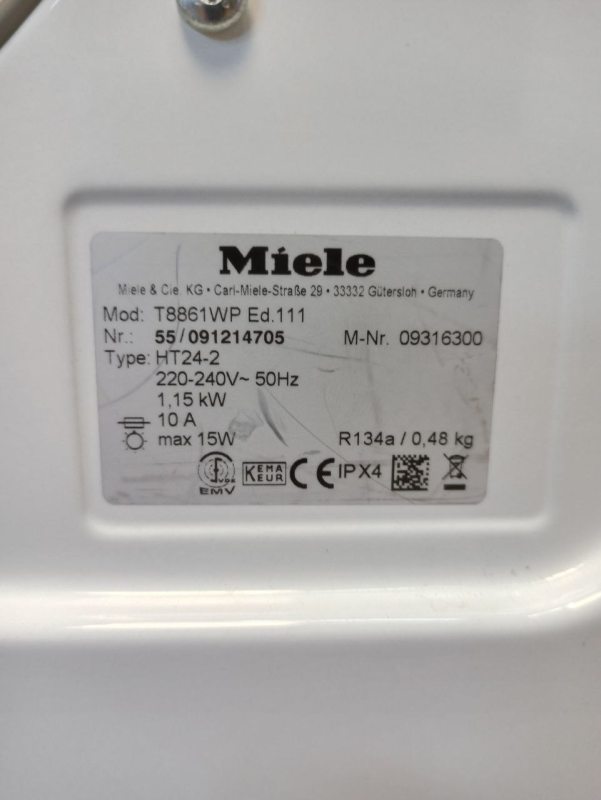 Miele
Miele & Cie. KG • Carl-Miele-Straße 29 • 33332 Gütersloh • Germany
Mod: T8861WP Ed.111
Nr.: 55/091214705 M-Nr. 09316300
Type: HT24-2
220-240V~ 50Hz
1,15 kW
10 A
max 15W R134a / 0,48 kg
VDE EMV KEMA KEUR CE IPX4